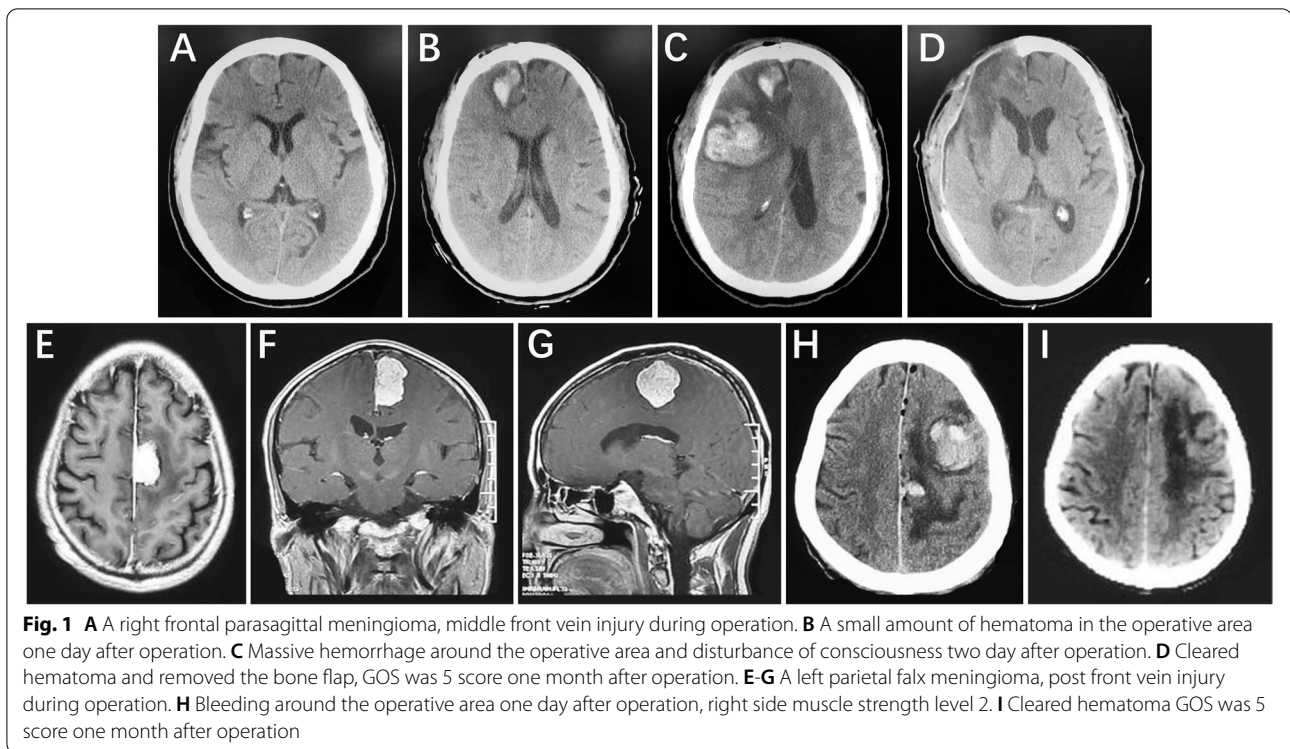 A
B
C
D
E
F
G
H
I
Fig. 1 A A right frontal parasagittal meningioma, middle front vein injury during operation. B A small amount of hematoma in the operative area
one day after operation. C Massive hemorrhage around the operative area and disturbance of consciousness two day after operation. D Cleared
hematoma and removed the bone flap, GOS was 5 score one month after operation. E-G A left parietal falx meningioma, post front vein injury
during operation. H Bleeding around the operative area one day after operation, right side muscle strength level 2. I Cleared hematoma GOS was 5
score one month after operation